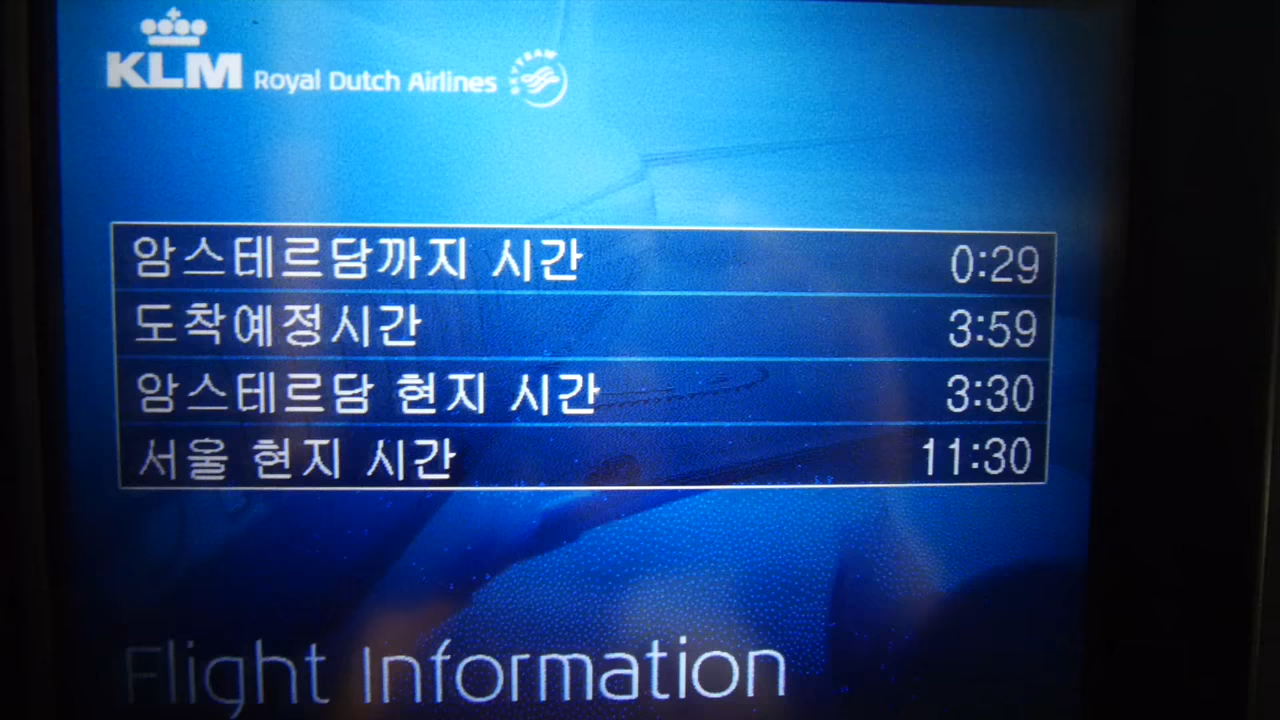 KLM Royal Dutch Airlines SKYTEAM
암스테르담까지 시간 0:29
도착예정시간 3:59
암스테르담 현지 시간 3:30
서울 현지 시간 11:30
Flight Information